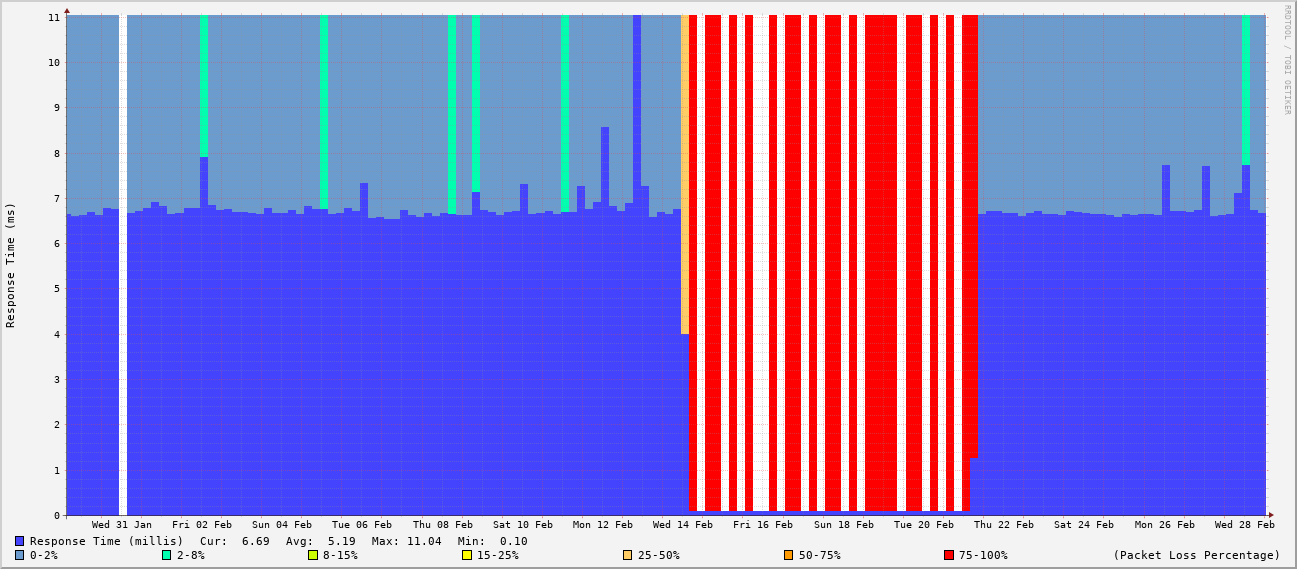 RRDTOOL / TOBI OETIKER
Response Time (ms)
11
10
9
8
7
6
5
4
3
2
1
0
Wed 31 Jan Fri 02 Feb Sun 04 Feb Tue 06 Feb Thu 08 Feb Sat 10 Feb Mon 12 Feb Wed 14 Feb Fri 16 Feb Sun 18 Feb Tue 20 Feb Thu 22 Feb Sat 24 Feb Mon 26 Feb Wed 28 Feb
Response Time (millis) Cur: 6.69 Avg: 5.19 Max: 11.04 Min: 0.10
0-2% 2-8% 8-15% 15-25% 25-50% 50-75% 75-100% (Packet Loss Percentage)